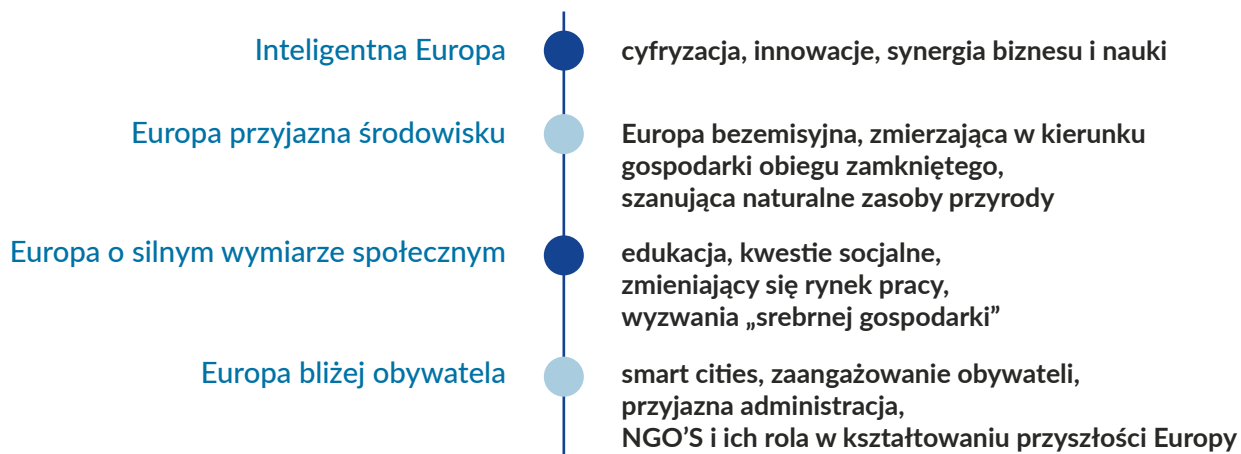 Inteligentna Europa
cyfryzacja, innowacje, synergia biznesu i nauki
Europa przyjazna środowisku
Europa bezemisyjna, zmierzająca w kierunku
gospodarki obiegu zamkniętego,
szanująca naturalne zasoby przyrody
Europa o silnym wymiarze społecznym
edukacja, kwestie socjalne,
zmieniający się rynek pracy,
wyzwania „srebrnej gospodarki”
Europa bliżej obywatela
smart cities, zaangażowanie obywateli,
przyjazna administracja,
NGO’S i ich rola w kształtowaniu przyszłości Europy